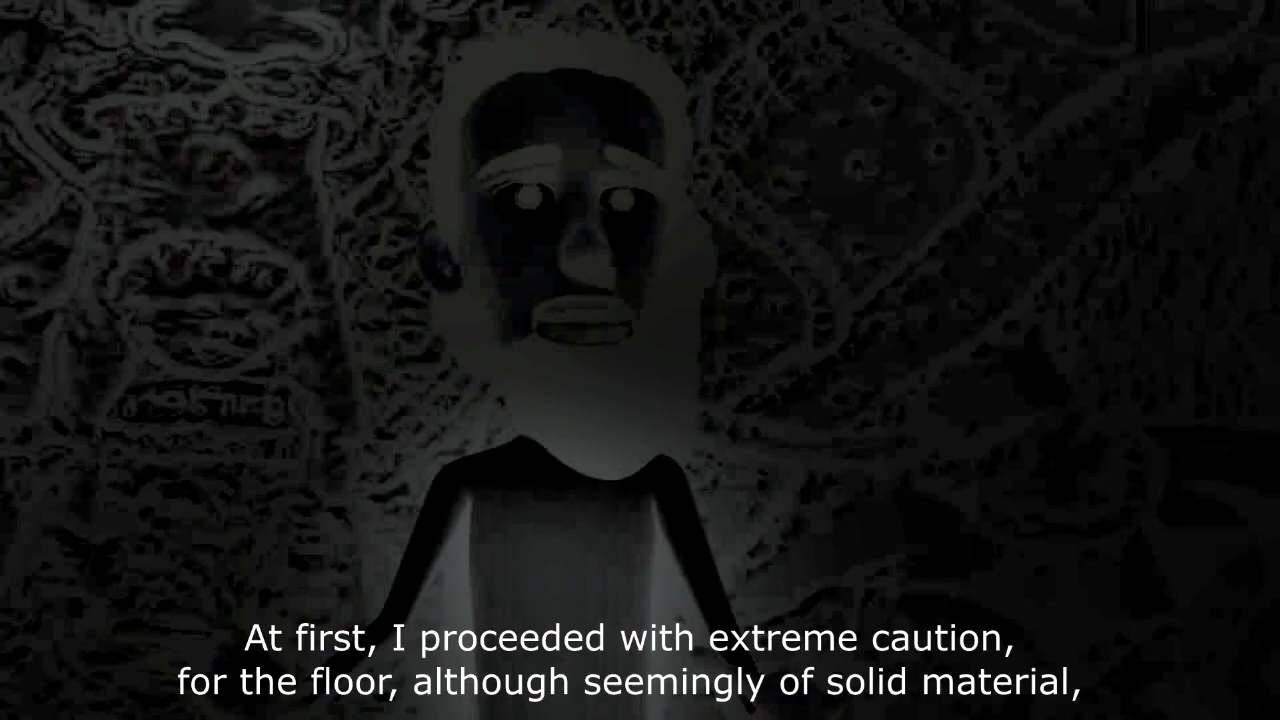 At first, I proceeded with extreme caution,
for the floor, although seemingly of solid material,